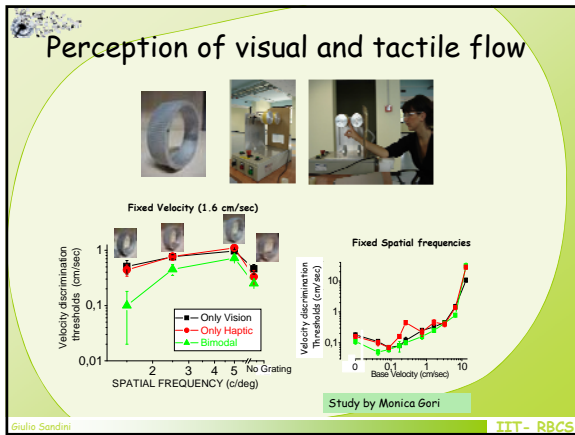 Perception of visual and tactile flow
Fixed Velocity (1.6 cm/sec)
Velocity discrimination
thresholds (cm/sec)
1
0,1
0,01
Only Vision
Only Haptic
Bimodal
2 4 5 No Grating
SPATIAL FREQUENCY (c/deg)
Fixed Spatial frequencies
Velocity discrimination
Thresholds (cm/sec)
10
1
0,1
0 0,1 1 10
Base Velocity (cm/sec)
Study by Monica Gori
Giulio Sandini
IIT- RBCS